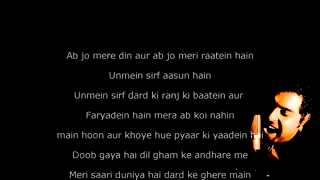 Ab jo mere din aur ab jo meri raatein hain
Unmein sirf aasun hain
Unmein sirf dard ki ranj ki baatein aur
Faryadein hain mera ab koi nahin
main hoon aur khoye hue pyaar ki yaadein hai
Doob gaya hai dil gham ke andhare me
Meri saari duniya hai dard ke ghere main